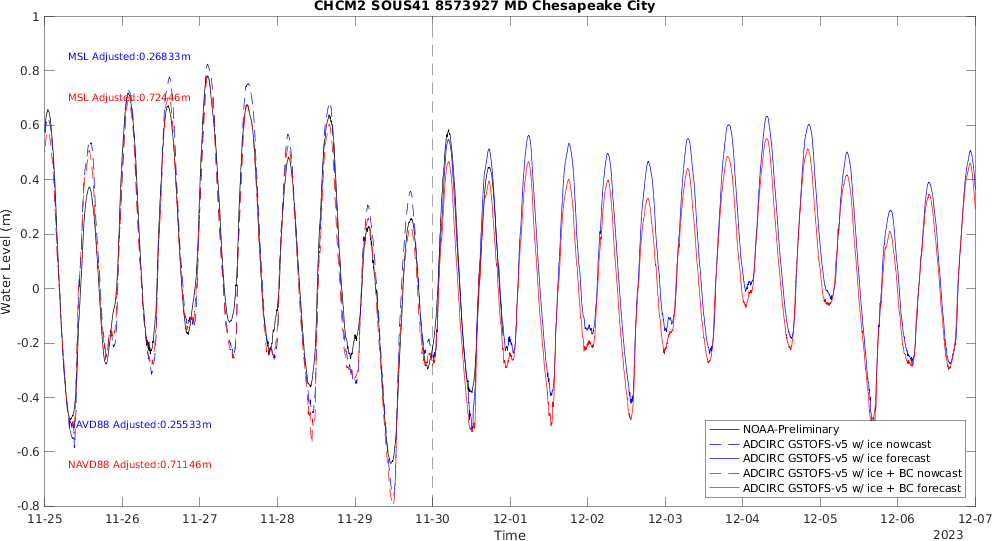 CHCM2 SOUS41 8573927 MD Chesapeake City
Water Level (m)
1
0.8
0.6
0.4
0.2
0
-0.2
-0.4
-0.6
-0.8
MSL Adjusted:0.26833m
MSL Adjusted:0.72446m
NAVD88 Adjusted:0.25533m
NAVD88 Adjusted:0.71146m
NOAA-Preliminary
ADCIRC GSTOFS-v5 w/ ice nowcast
ADCIRC GSTOFS-v5 w/ ice forecast
ADCIRC GSTOFS-v5 w/ ice + BC nowcast
ADCIRC GSTOFS-v5 w/ ice + BC forecast
11-25 11-26 11-27 11-28 11-29 11-30 12-01 12-02 12-03 12-04 12-05 12-06 12-07
Time
2023